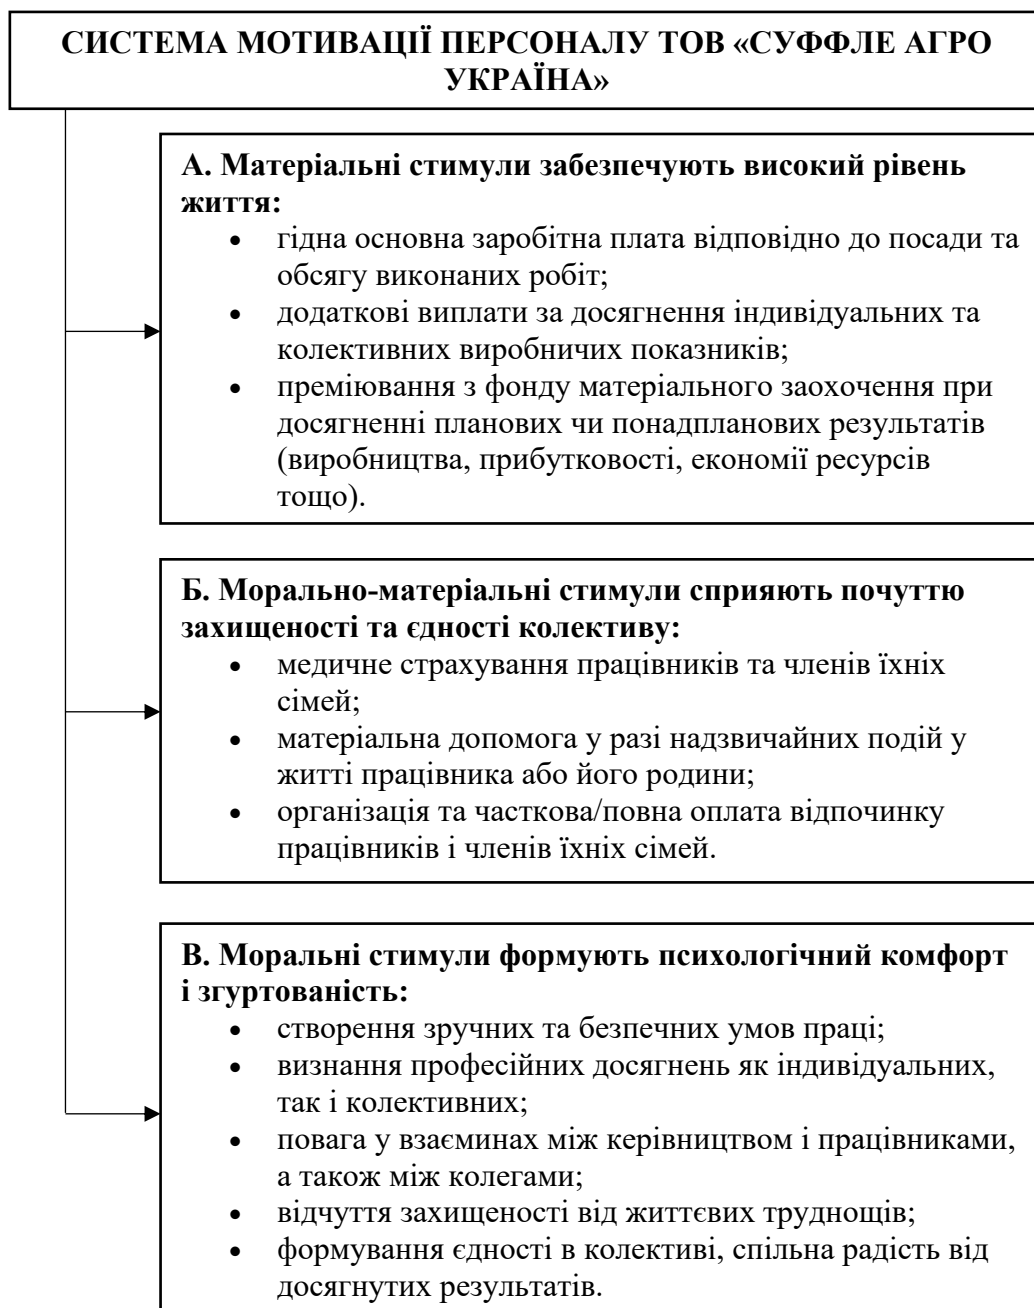 СИСТЕМА МОТИВАЦІЇ ПЕРСОНАЛУ ТОВ «СУФФЛЕ АГРО
УКРАЇНА»
А. Матеріальні стимули забезпечують високий рівень
життя:
• гідна основна заробітна плата відповідно до посади та
обсягу виконаних робіт;
• додаткові виплати за досягнення індивідуальних та
колективних виробничих показників;
• преміювання з фонду матеріального заохочення при
досягненні планових чи понадпланових результатів
(виробництва, прибутковості, економії ресурсів
тощо).
Б. Морально-матеріальні стимули сприяють почуттю
захищеності та єдності колективу:
• медичне страхування працівників та членів їхніх
сімей;
• матеріальна допомога у разі надзвичайних подій у
житті працівника або його родини;
• організація та часткова/повна оплата відпочинку
працівників і членів їхніх сімей.
В. Моральні стимули формують психологічний комфорт
і згуртованість:
• створення зручних та безпечних умов праці;
• визнання професійних досягнень як індивідуальних,
так і колективних;
• повага у взаєминах між керівництвом і працівниками,
а також між колегами;
• відчуття захищеності від життєвих труднощів;
• формування єдності в колективі, спільна радість від
досягнутих результатів.